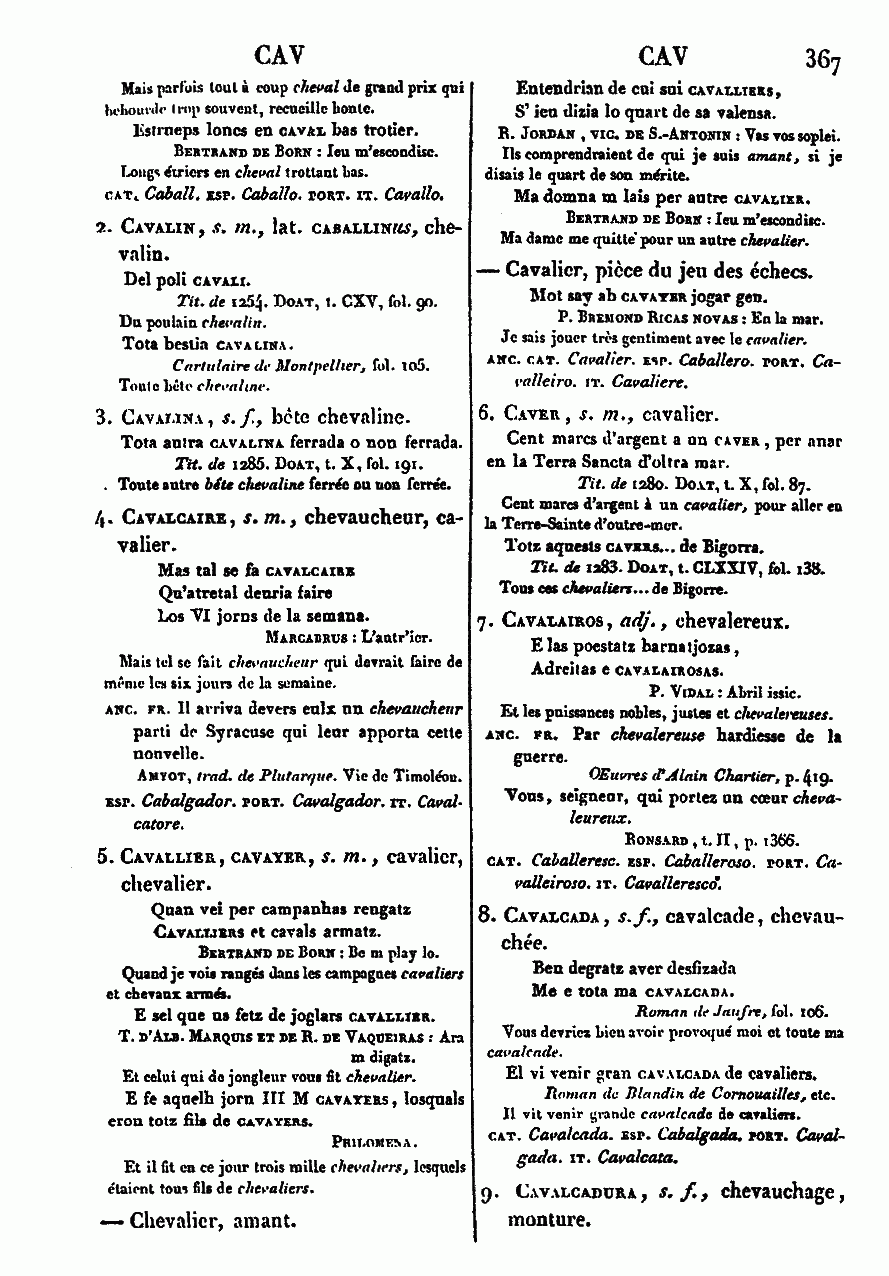 CAV
CAV
367
Mais parfois tout à coup cheval de grand prix qui
behourde trop souvent, recueille honte.
Estrueps loncs en CAVAL bas trotier.
BERTRAND DE BORN : Ieu m'escondisc.
Longs étriers en cheval trottant bas.
CAT. Caball. ESP. Caballo. PORT. IT. Cavallo.
2. CAVALIN, s. m., lat. CABALLINUS, che-
valin.
Del poli CAVALI.
Tit. de 1254. DOAT, t. CXV, fol. 90.
Du poulain chevalin.
Tota bestia CAVALINA.
Cartulaire de Montpellier, fol. 105.
Toute bête chevaline.
3. CAVALINA, s. f., bête chevaline.
Tota autra CAVALINA ferrada o non ferrada.
Tit. de 1285. DOAT, t. X, fol. 191.
Toute autre bête chevaline ferrée ou non ferrée.
4. CAVALCAIRE, s. m., chevaucheur, ca-
valier.
Mas tal se fa CAVALCAIRE
Qu'atretal deuria faire
Los VI jorns de la semana.
MARCABRUS : L'autr'ier.
Mais tel se fait chevaucheur qui devrait faire de
même les six jours de la semaine.
ANC. FR. Il arriva devers eulx un chevaucheur
parti de Syracuse qui leur apporta cette
nouvelle.
AMYOT, trad. de Plutarque. Vie de Timoléon.
ESP. Cabalgador. PORT. Cavalgador. IT. Caval-
catore.
5. CAVALLIER, CAVAYER, s. m., cavalier,
chevalier.
Quan vei per campanhas rengatz
CAVALLIERS et cavals armatz.
BERTRAND DE BORN : Be m play lo.
Quand je vois rangés dans les campagnes cavaliers
et chevaux armés.
E sel que us fetz de joglars CAVALLIER.
T. D'ALB. MARQUIS ET DE R. DE VAQUEIRAS : Ara
m digatz.
Et celui qui de jongleur vous fit chevalier.
E fe aquelh jorn III M CAVAYERS, losquals
eron totz fils de CAVAYERS.
PHILOMENA.
Et il fit en ce jour trois mille chevaliers, lesquels
étaient tous fils de chevaliers.
— Chevalier, amant.
Entendrian de cui sui CAVALLIERS,
S' ieu dizia lo quart de sa valensa.
R. JORDAN, VIC. DE S.-ANTONIN : Vas vos soplei.
Ils comprendraient de qui je suis amant, si je
disais le quart de son mérite.
Ma domna m lais per autre CAVALIER.
BERTRAND DE BORN : Ieu m'escondisc.
Ma dame me quitte pour un autre chevalier.
— Cavalier, pièce du jeu des échecs.
Mot say ab CAVAYER jogar gen.
P. BREMOND RICAS NOVAS : En la mar.
Je sais jouer très gentiment avec le cavalier.
ANC. CAT. Cavalier. ESP. Caballero. PORT. Ca-
valleiro. IT. Cavaliere.
6. CAVER, s. m., cavalier.
Cent marcs d'argent a un CAVER, per anar
en la Terra Sancta d'oltra mar.
Tit. de 1280. DOAT, t. X, fol. 87.
Cent marcs d'argent à un cavalier, pour aller en
la Terre-Sainte d'outre-mer.
Totz aquests CAVERS... de Bigorra.
Tit. de 1283. DOAT, t. CLXXIV, fol. 138.
Tous ces chevaliers... de Bigorre.
7. CAVALAIROS, adj., chevalereux.
E las poestatz barnatjozas,
Adreitas e CAVALAIROSAS.
P. VIDAL : Abril issic.
Et les puissances nobles, justes et chevalereuses.
ANC. FR. Par chevalereuse hardiesse de la
guerre.
OEuvres d'Alain Chartier, p. 419.
Vous, seigneur, qui portez un cœur cheva-
leureux.
RONSARD, t. II, p. 1366.
CAT. Caballeresc. ESP. Caballeroso. PORT. Ca-
valleiroso. IT. Cavalleresco.
8. CAVALCADA, s. f., cavalcade, chevau-
chée.
Ben degratz aver desfizada
Me e tota ma CAVALCADA.
Roman de Jaufre, fol. 106.
Vous devriez bien avoir provoqué moi et toute ma
cavalcade.
El vi venir gran CAVALCADA de cavaliers.
Roman de Blandin de Cornouailles, etc.
Il vit venir grande cavalcade de cavaliers.
CAT. Cavalcada. ESP. Cabalgada. PORT. Caval-
gada. IT. Cavalcata.
9. CAVALCADURA, s. f., chevauchage,
monture.